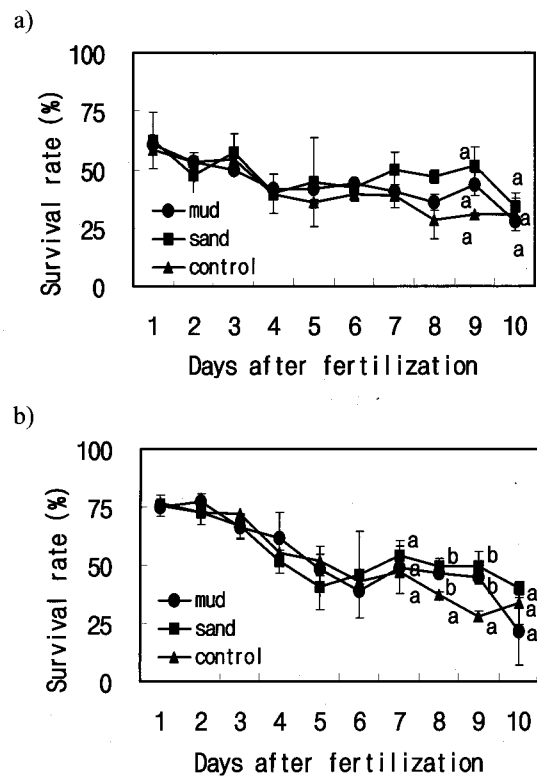 a)
100
75
50
25
0
Survival rate (%)
mud
sand
control
a
a
a
a
a
a
1 2 3 4 5 6 7 8 9 10
Days after fertilization
b)
100
75
50
25
0
Survival rate (%)
mud
sand
control
a
a
a
b
b
a
b
b
a
a
a
a
1 2 3 4 5 6 7 8 9 10
Days after fertilization